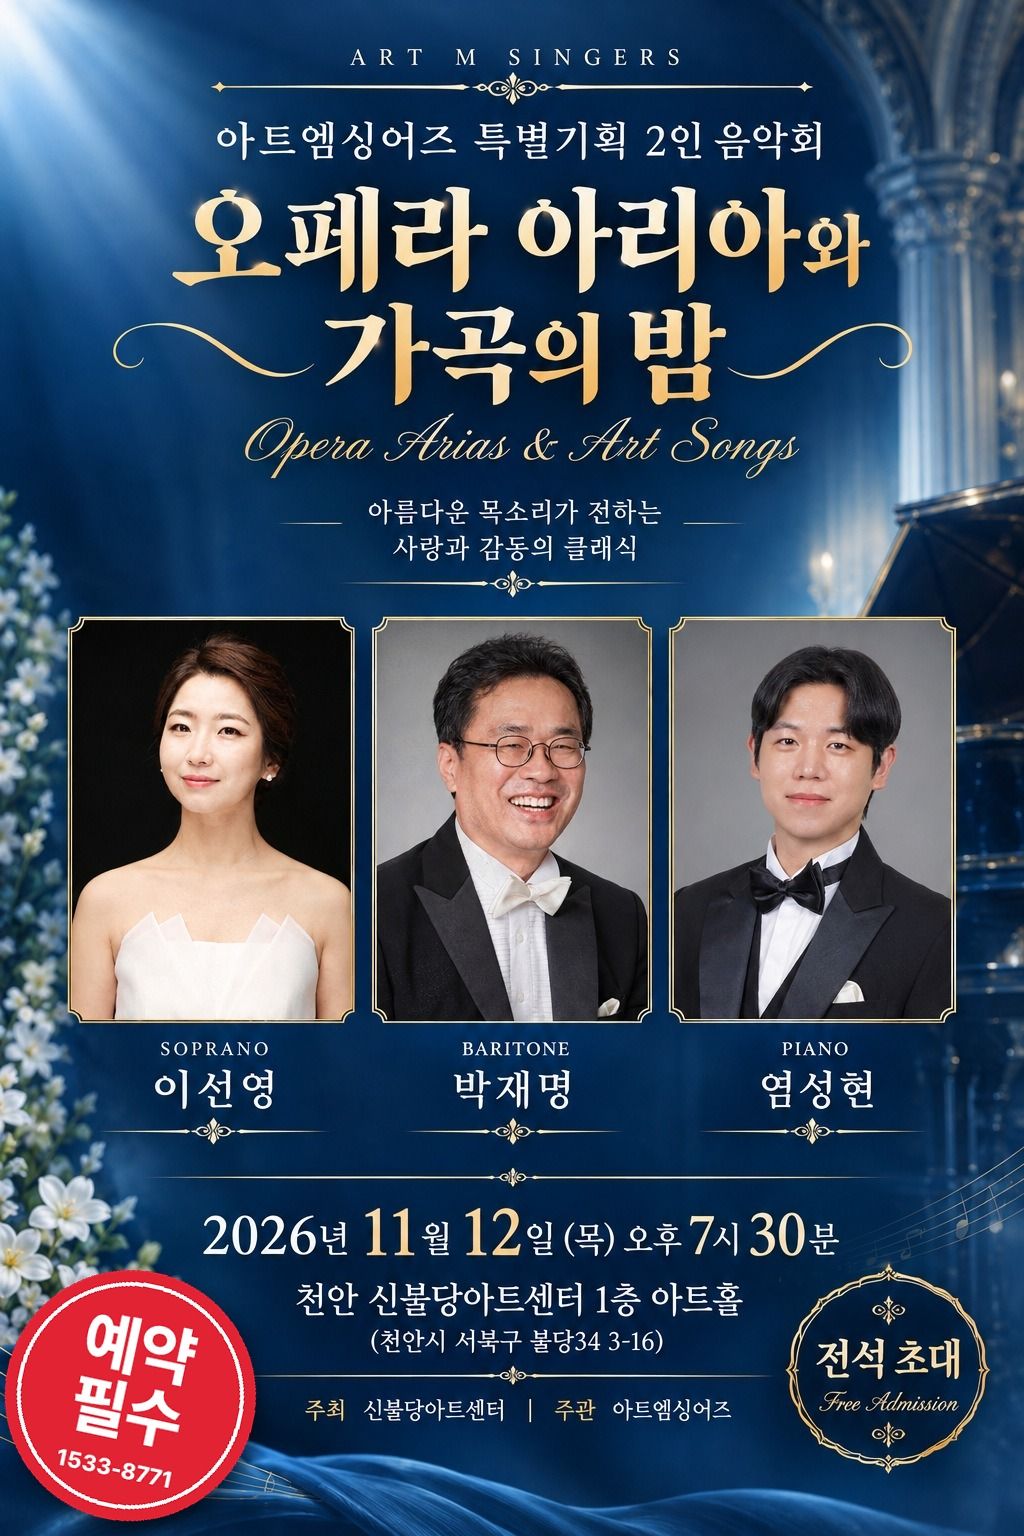 ART M SINGERS
아트엠싱어즈 특별기획 2인 음악회
오페라 아리아와
가곡의 밤
Opera Arias & Art Songs
아름다운 목소리가 전하는
사랑과 감동의 클래식
SOPRANO
이선영
BARITONE
박재명
PIANO
염성현
2026년 11월 12일 (목) 오후 7시 30분
천안 신불당아트센터 1층 아트홀
(천안시 서북구 불당34 3-16)
주최 신불당아트센터 | 주관 아트엠싱어즈
예약
필수
1533-8771
전석 초대
Free Admission